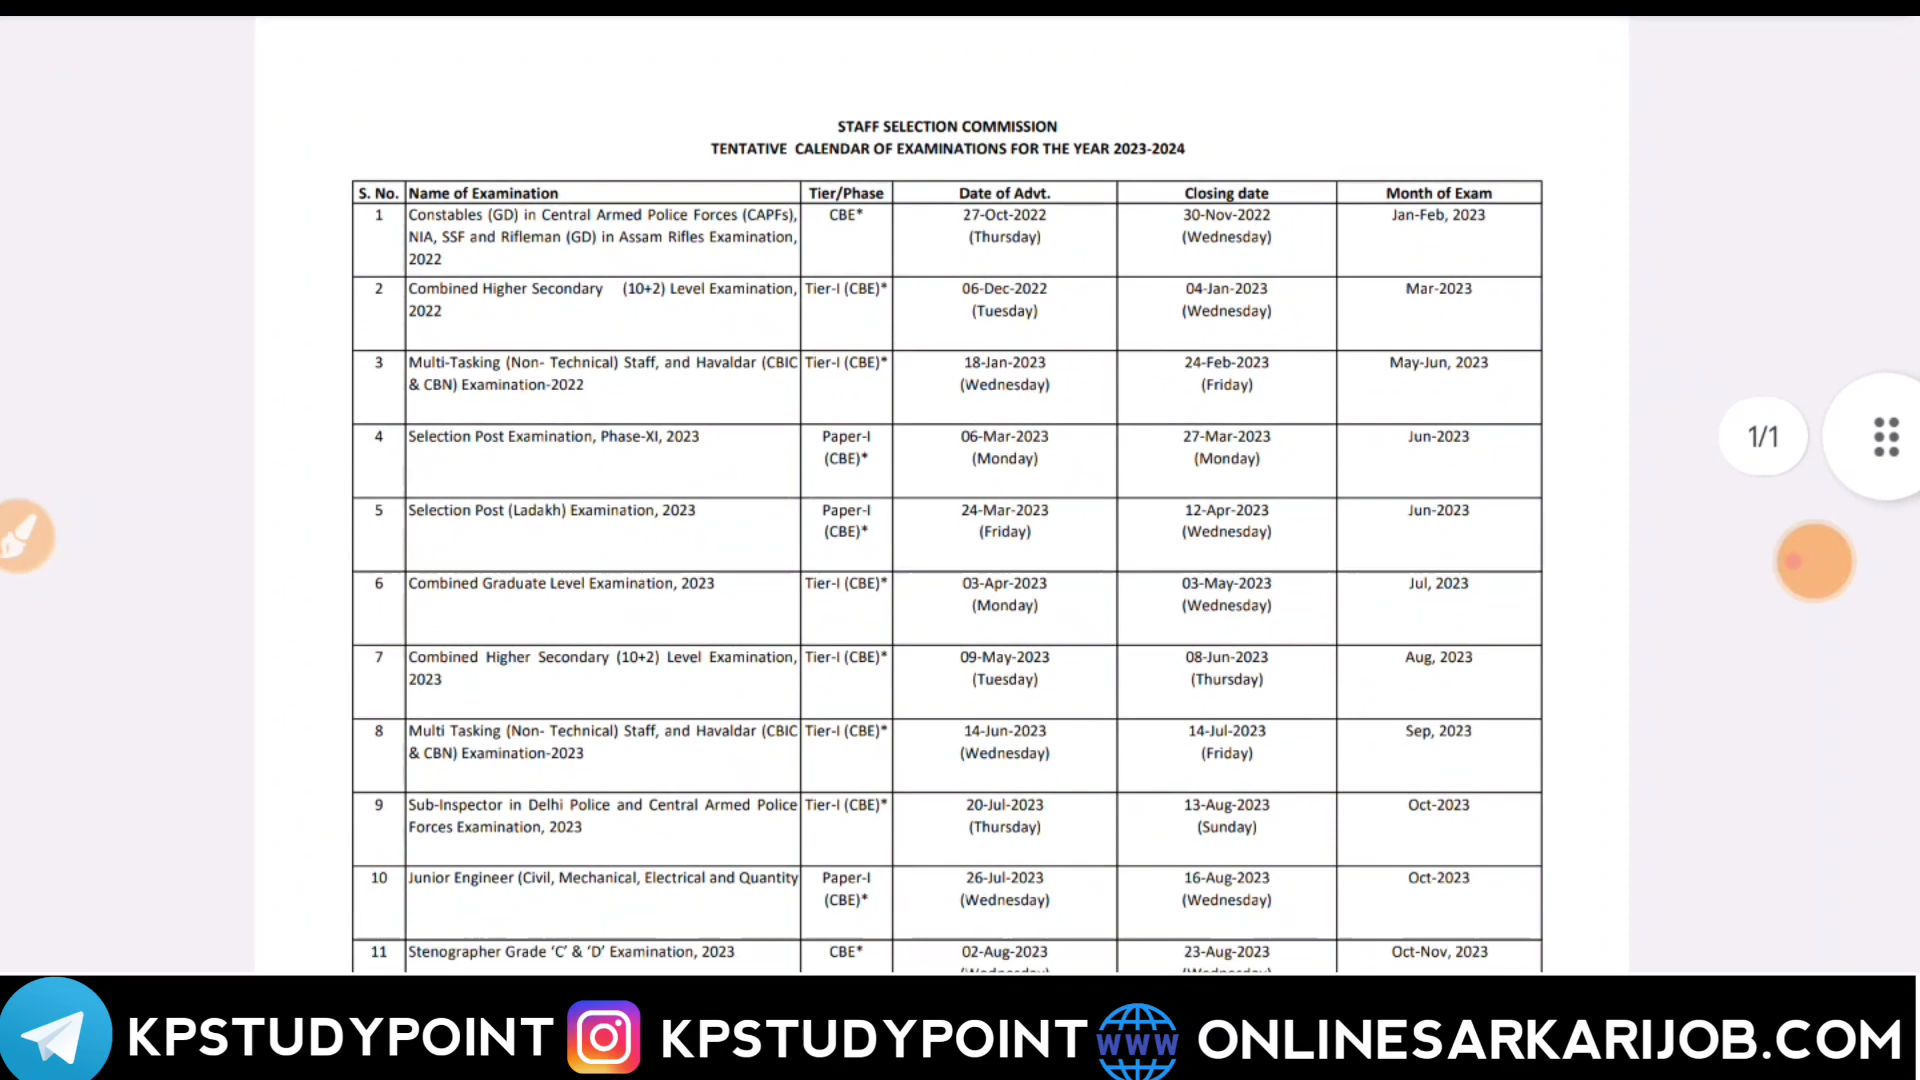 STAFF SELECTION COMMISSION
TENTATIVE CALENDAR OF EXAMINATIONS FOR THE YEAR 2023-2024
S. No. Name of Examination Tier/Phase Date of Advt. Closing date Month of Exam
1 Constables (GD) in Central Armed Police Forces (CAPFs), CBE* 27-Oct-2022 30-Nov-2022 Jan-Feb, 2023
NIA, SSF and Rifleman (GD) in Assam Rifles Examination, (Thursday) (Wednesday)
2022
2 Combined Higher Secondary (10+2) Level Examination, Tier-I (CBE)* 06-Dec-2022 04-Jan-2023 Mar-2023
2022 (Tuesday) (Wednesday)
3 Multi-Tasking (Non- Technical) Staff, and Havaldar (CBIC Tier-I (CBE)* 18-Jan-2023 24-Feb-2023 May-Jun, 2023
& CBN) Examination-2022 (Wednesday) (Friday)
4 Selection Post Examination, Phase-XI, 2023 Paper-I 06-Mar-2023 27-Mar-2023 Jun-2023
(CBE)* (Monday) (Monday)
1/1
5 Selection Post (Ladakh) Examination, 2023 Paper-I 24-Mar-2023 12-Apr-2023 Jun-2023
(CBE)* (Friday) (Wednesday)
6 Combined Graduate Level Examination, 2023 Tier-I (CBE)* 03-Apr-2023 03-May-2023 Jul, 2023
(Monday) (Wednesday)
7 Combined Higher Secondary (10+2) Level Examination, Tier-I (CBE)* 09-May-2023 08-Jun-2023 Aug, 2023
2023 (Tuesday) (Thursday)
8 Multi Tasking (Non- Technical) Staff, and Havaldar (CBIC Tier-I (CBE)* 14-Jun-2023 14-Jul-2023 Sep, 2023
& CBN) Examination-2023 (Wednesday) (Friday)
9 Sub-Inspector in Delhi Police and Central Armed Police Tier-I (CBE)* 20-Jul-2023 13-Aug-2023 Oct-2023
Forces Examination, 2023 (Thursday) (Sunday)
10 Junior Engineer (Civil, Mechanical, Electrical and Quantity Paper-I 26-Jul-2023 16-Aug-2023 Oct-2023
(CBE)* (Wednesday) (Wednesday)
11 Stenographer Grade ‘C’ & ‘D’ Examination, 2023 CBE* 02-Aug-2023 23-Aug-2023 Oct-Nov, 2023
KPSTUDYPOINT KPSTUDYPOINT WWW ONLINESARKARIJOB.COM